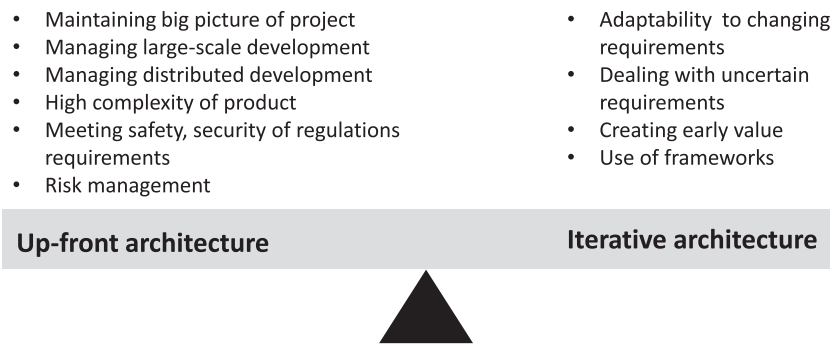 • Maintaining big picture of project
• Managing large-scale development
• Managing distributed development
• High complexity of product
• Meeting safety, security of regulations
requirements
• Risk management
• Adaptability to changing
requirements
• Dealing with uncertain
requirements
• Creating early value
• Use of frameworks
Up-front architecture
Iterative architecture